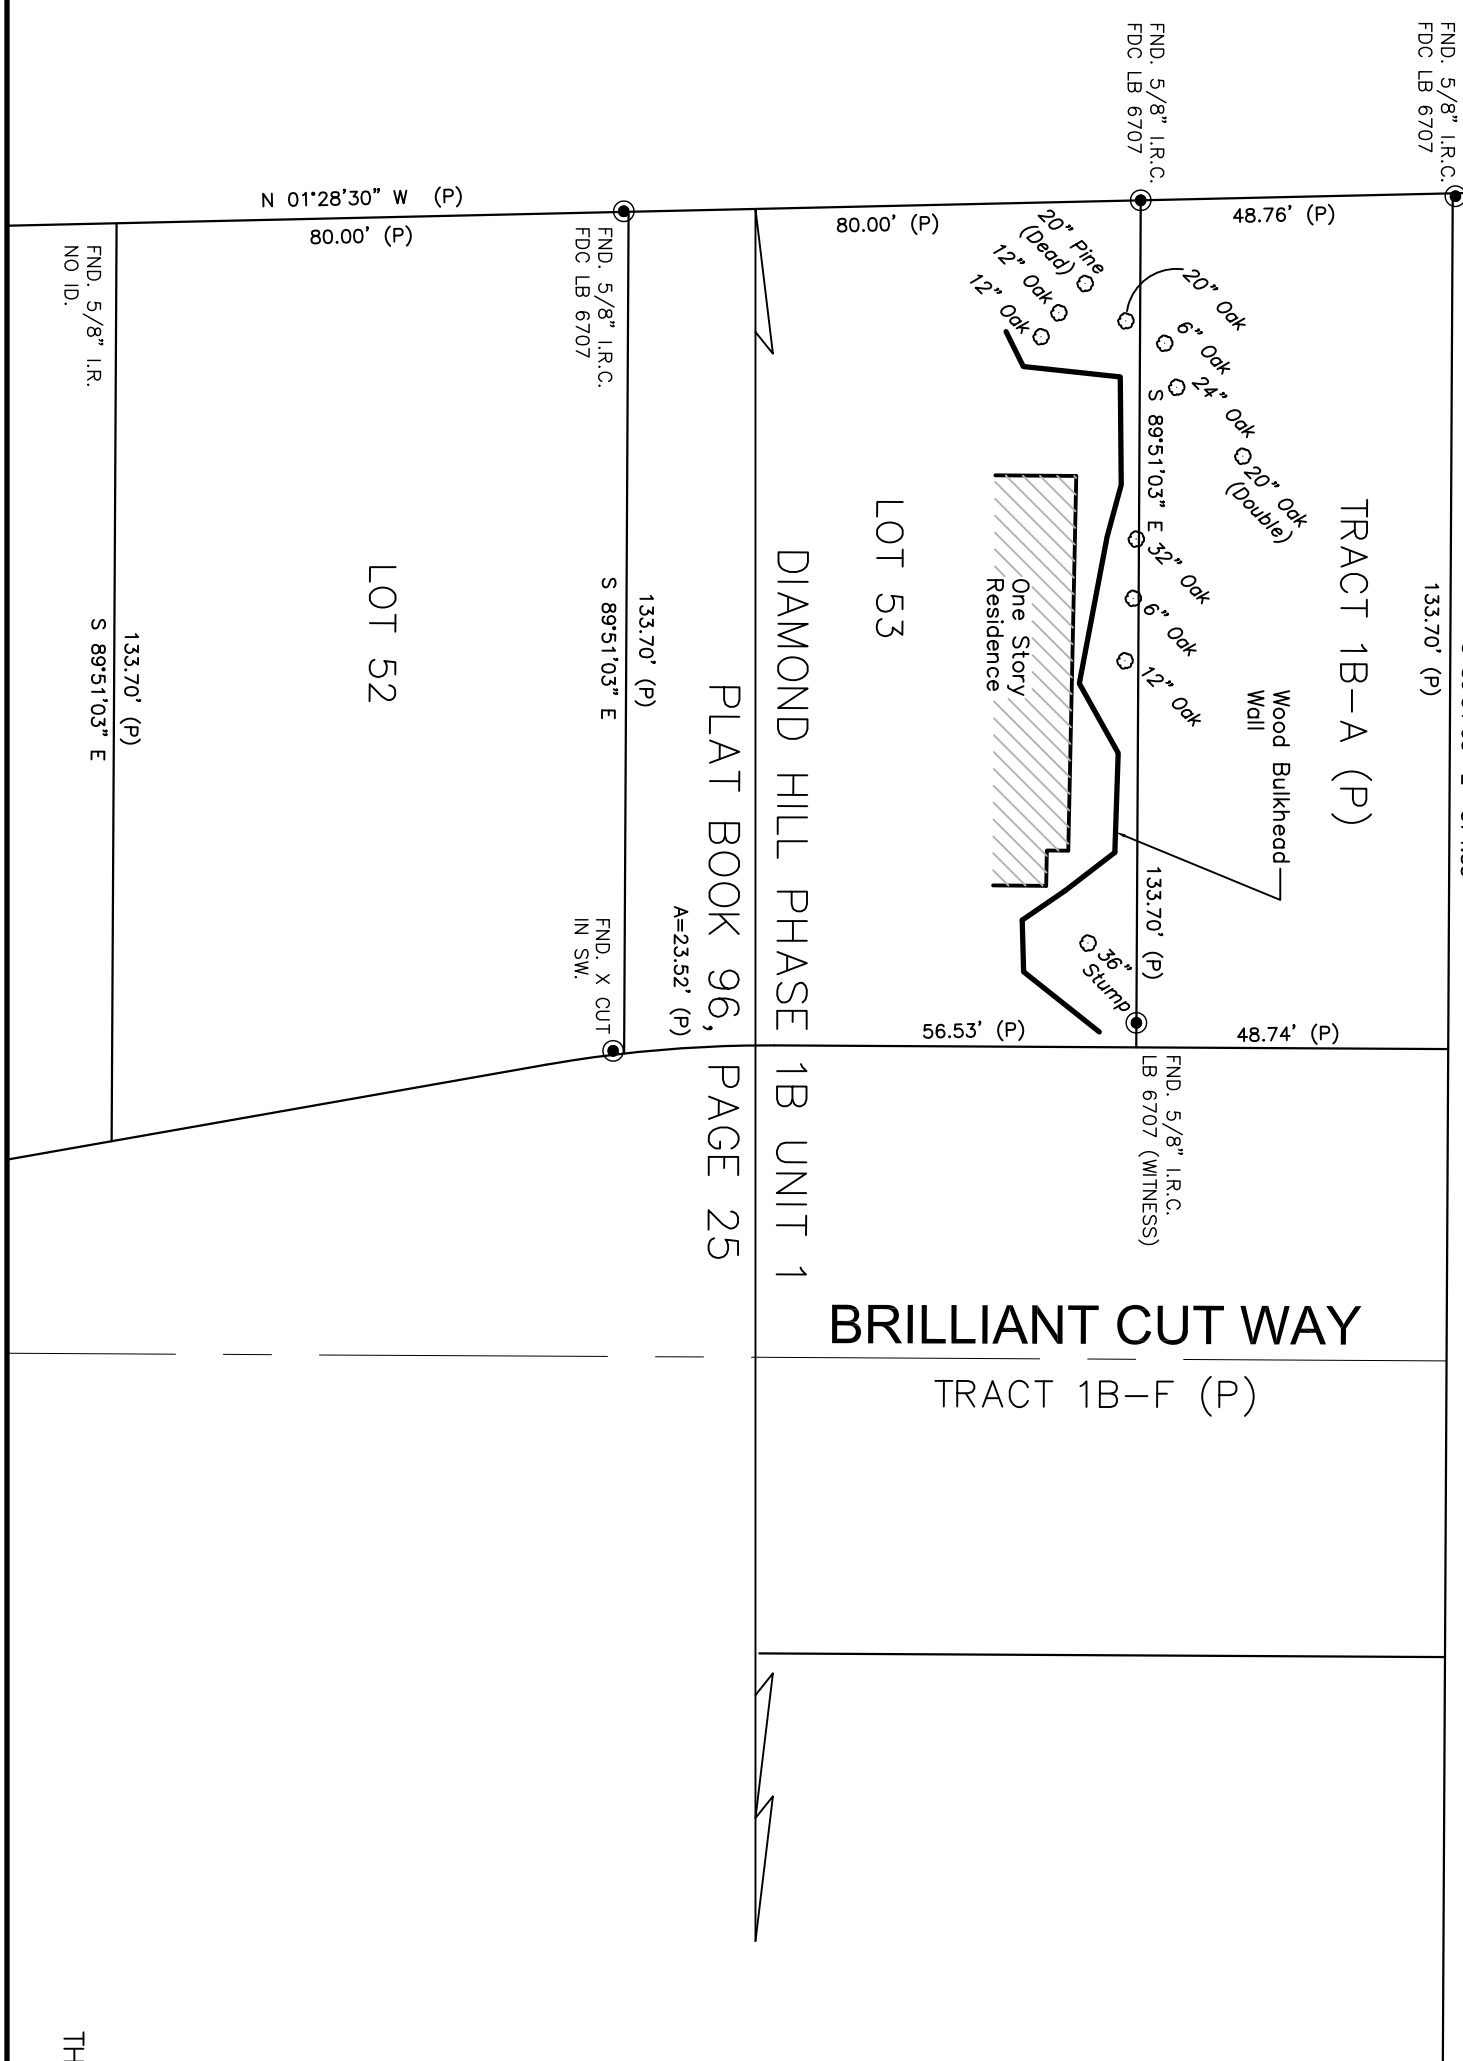 FND. 5/8" I.R.C.
FDC LB 6707
FND. 5/8" I.R.C.
FDC LB 6707
48.76' (P)
133.70' (P)
TRACT 1B-A (P)
20" Oak
6" Oak
24" Oak
20" Oak
(Double)
S 89°51'03" E
32" Oak
6" Oak
12" Oak
Wood Bulkhead
Wall
133.70' (P)
48.74' (P)
20" Pine
(Dead)
12" Oak
12" Oak
80.00' (P)
One Story
Residence
LOT 53
36"
Stump
56.53' (P)
FND. 5/8" I.R.C.
LB 6707 (WITNESS)
DIAMOND HILL PHASE 1B UNIT 1
PLAT BOOK 96, PAGE 25
A=23.52' (P)
BRILLIANT CUT WAY
TRACT 1B-F (P)
N 01°28'30" W (P)
80.00' (P)
FND. 5/8" I.R.C.
FDC LB 6707
133.70' (P)
S 89°51'03" E
FND. X CUT
IN SW.
LOT 52
FND. 5/8" I.R.
NO ID.
133.70' (P)
S 89°51'03" E
TH